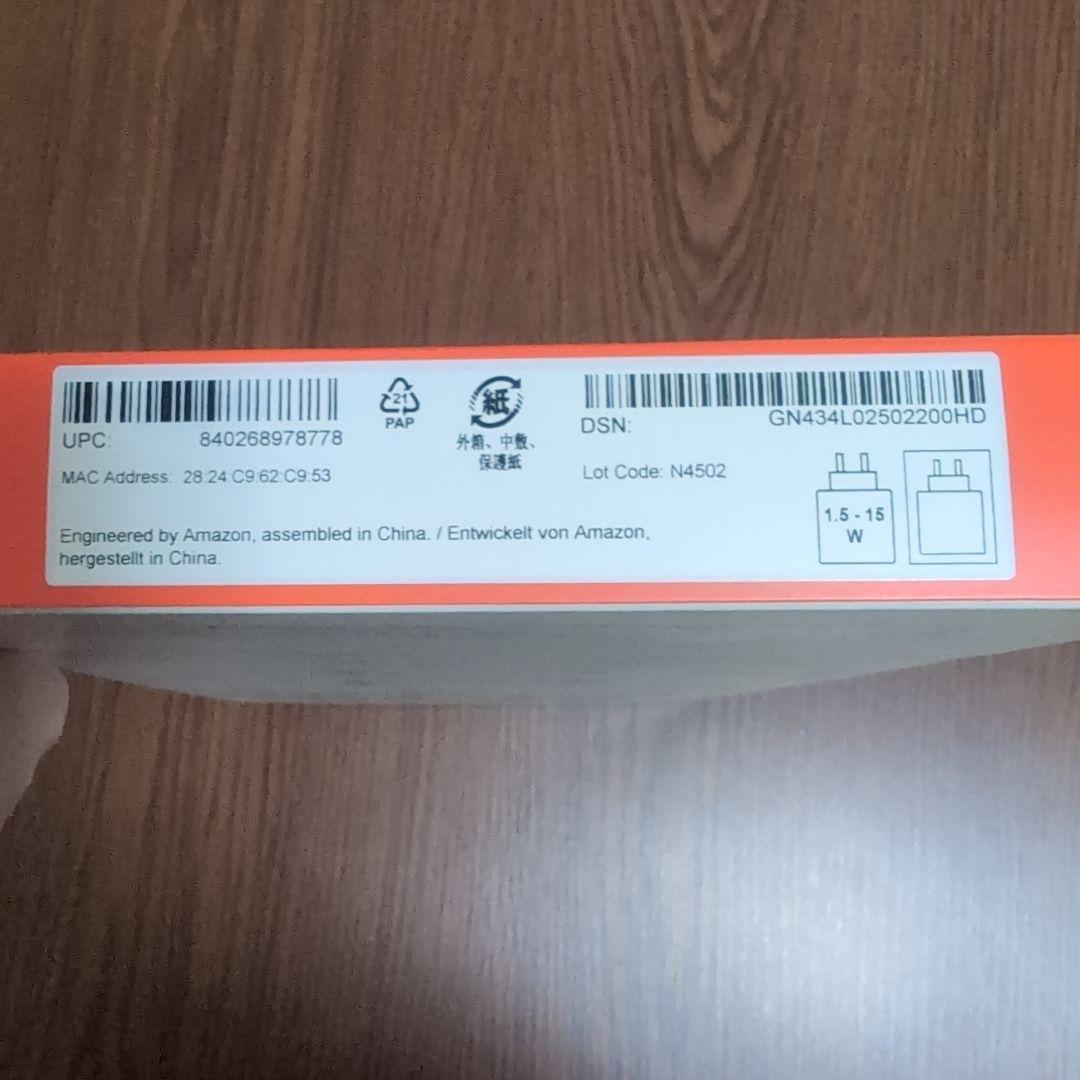 UPC: 840268978778
21
PAP
紙
外箱、中敷、
保護紙
DSN: GN434L02502200HD
MAC Address: 28:24:C9:62:C9:53
Lot Code: N4502
1.5 - 15
W
Engineered by Amazon, assembled in China. / Entwickelt von Amazon,
hergestellt in China.